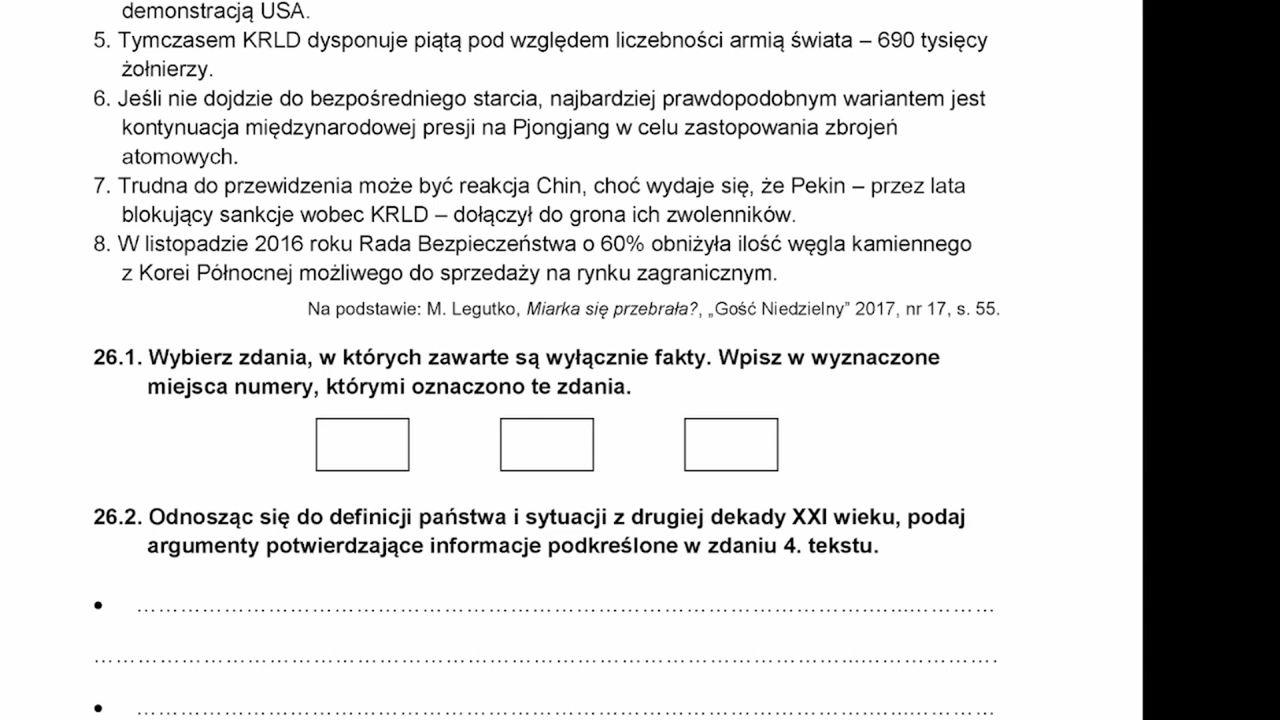 demonstracją USA.
5. Tymczasem KRLD dysponuje piątą pod względem liczebności armią świata – 690 tysięcy
żołnierzy.
6. Jeśli nie dojdzie do bezpośredniego starcia, najbardziej prawdopodobnym wariantem jest
kontynuacja międzynarodowej presji na Pjongjang w celu zastopowania zbrojeń
atomowych.
7. Trudna do przewidzenia może być reakcja Chin, choć wydaje się, że Pekin – przez lata
blokujący sankcje wobec KRLD – dołączył do grona ich zwolenników.
8. W listopadzie 2016 roku Rada Bezpieczeństwa o 60% obniżyła ilość węgla kamiennego
z Korei Północnej możliwego do sprzedaży na rynku zagranicznym.
Na podstawie: M. Legutko, Miarka się przebrała?, „Gość Niedzielny” 2017, nr 17, s. 55.
26.1. Wybierz zdania, w których zawarte są wyłącznie fakty. Wpisz w wyznaczone
miejsca numery, którymi oznaczono te zdania.
26.2. Odnosząc się do definicji państwa i sytuacji z drugiej dekady XXI wieku, podaj
argumenty potwierdzające informacje podkreślone w zdaniu 4. tekstu.